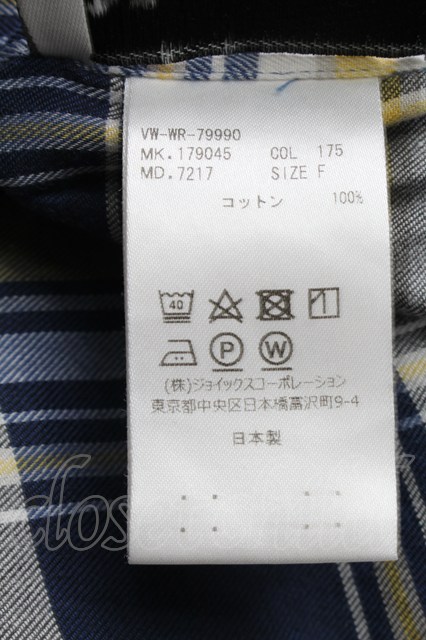 VW-WR-79990
MK. 179045 COL 175
MD. 7217 SIZE F
コットン 100%
40
P W
(株)ジョイックスコーポレーション
東京都中央区日本橋富沢町9-4
日本製
closet